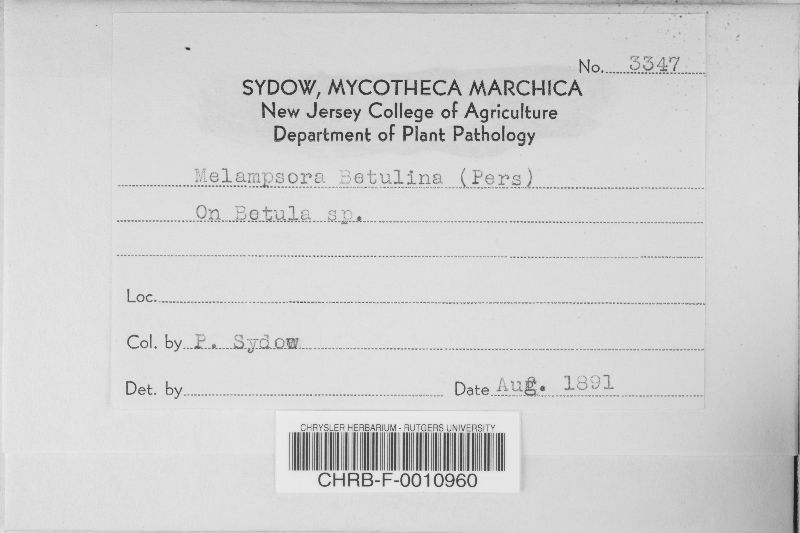 No. 3347
SYDOW, MYCOTHECA MARCHICA
New Jersey College of Agriculture
Department of Plant Pathology
Melampsora Betulina (Pers)
On Betula sp.
Loc.
Col. by P. Sydow
Det. by Date Aug. 1891
CHRYSLER HERBARIUM - RUTGERS UNIVERSITY
CHRB-F-0010960